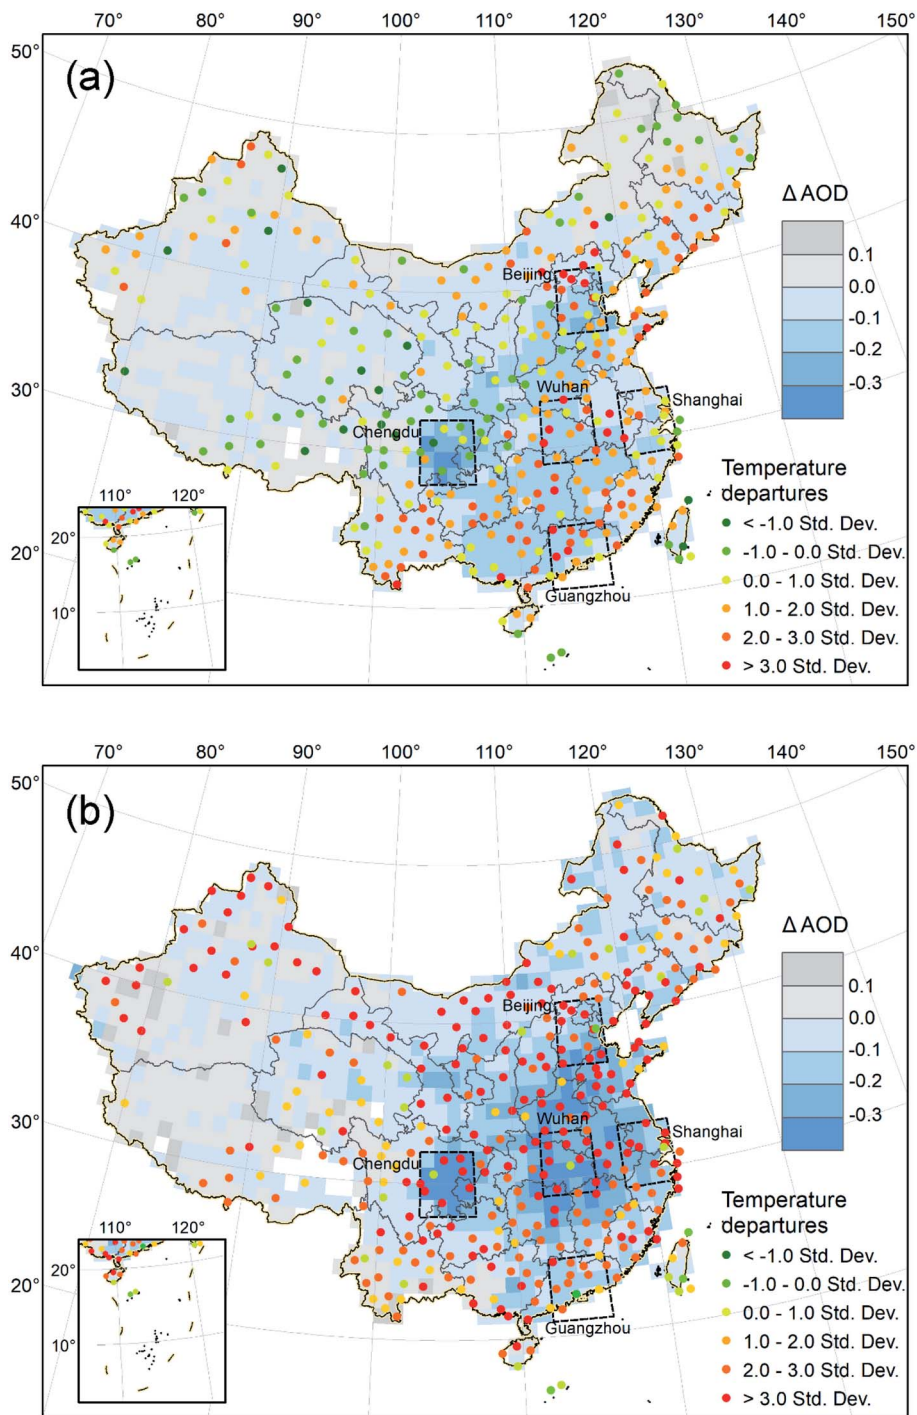 70° 80° 90° 100° 110° 120° 130° 140° 150°
50°
(a)
Δ AOD
40°
0.1
0.0
Beijing
-0.1
-0.2
30°
Wuhan
-0.3
Shanghai
Chengdu
Temperature
departures
110° 120°
< -1.0 Std. Dev.
20°
-1.0 - 0.0 Std. Dev.
20°
0.0 - 1.0 Std. Dev.
Guangzhou
1.0 - 2.0 Std. Dev.
10°
2.0 - 3.0 Std. Dev.
> 3.0 Std. Dev.
70° 80° 90° 100° 110° 120° 130° 140° 150°
50°
(b)
Δ AOD
40°
0.1
0.0
Beijing
-0.1
-0.2
30°
Wuhan
-0.3
Shanghai
Chengdu
Temperature
departures
110° 120°
< -1.0 Std. Dev.
20°
-1.0 - 0.0 Std. Dev.
20°
0.0 - 1.0 Std. Dev.
Guangzhou
1.0 - 2.0 Std. Dev.
10°
2.0 - 3.0 Std. Dev.
> 3.0 Std. Dev.